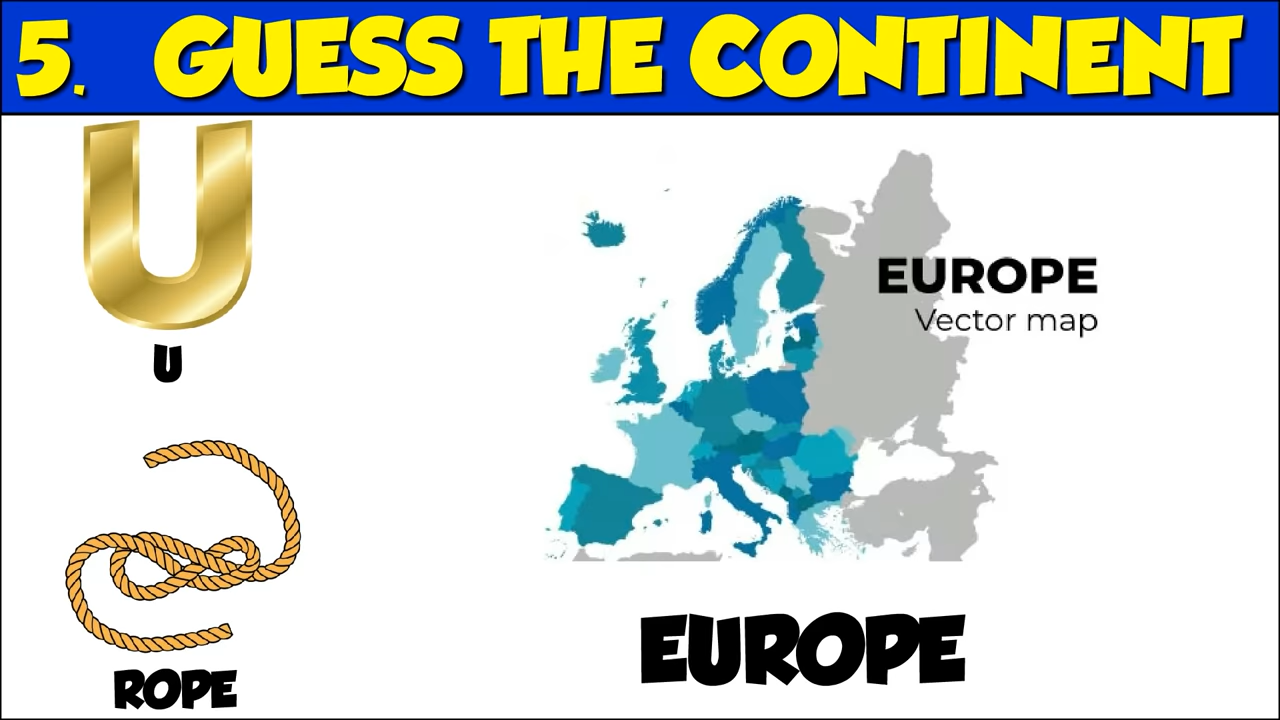 5. GUESS THE CONTINENT
U
U
ROPE
EUROPE
Vector map
EUROPE